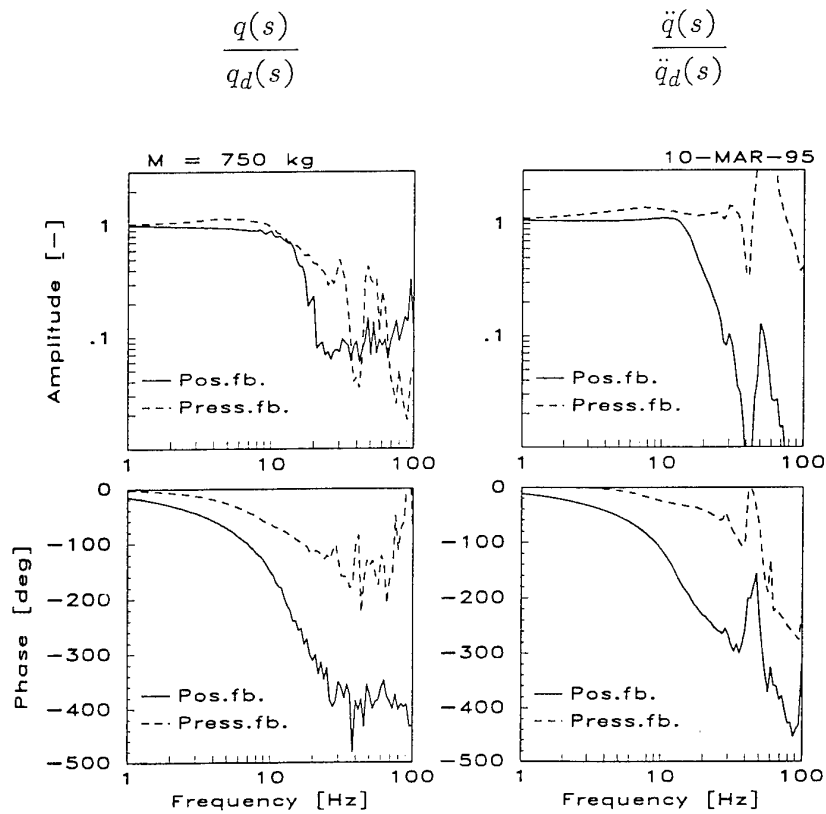 q(s)
q_d(s)
q̈(s)
q̈_d(s)
M = 750 kg
10-MAR-95
Amplitude [-]
1
.1
Pos.fb.
Press.fb.
1
10
100
1
.1
Pos.fb.
Press.fb.
1
10
100
Phase [deg]
0
-100
-200
-300
-400
-500
Pos.fb.
Press.fb.
1
10
100
Frequency [Hz]
0
-100
-200
-300
-400
-500
Pos.fb.
Press.fb.
1
10
100
Frequency [Hz]